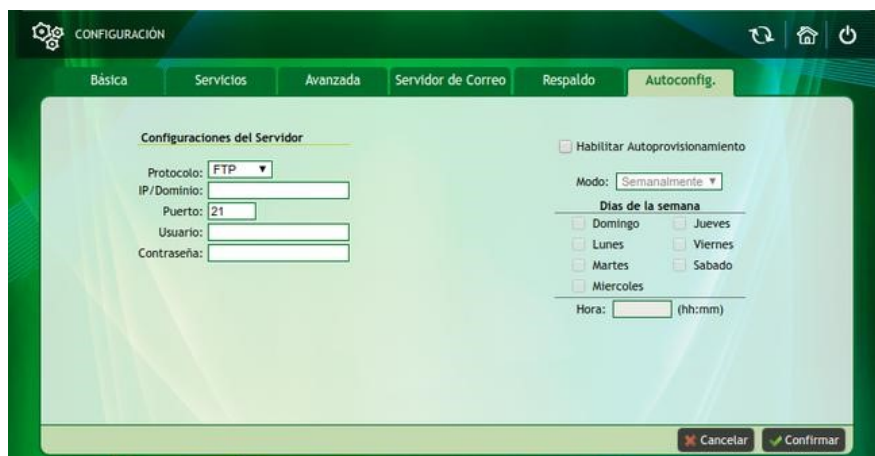 CONFIGURACIÓN
Básica
Servicios
Avanzada
Servidor de Correo
Respaldo
Autoconfig.
Configuraciones del Servidor
Protocolo: FTP
IP/Dominio:
Puerto: 21
Usuario:
Contraseña:
Habilitar Autoprovisionamiento
Modo: Semanalmente
Dias de la semana
Domingo
Jueves
Lunes
Viernes
Martes
Sabado
Miercoles
Hora: (hh:mm)
Cancelar
Confirmar